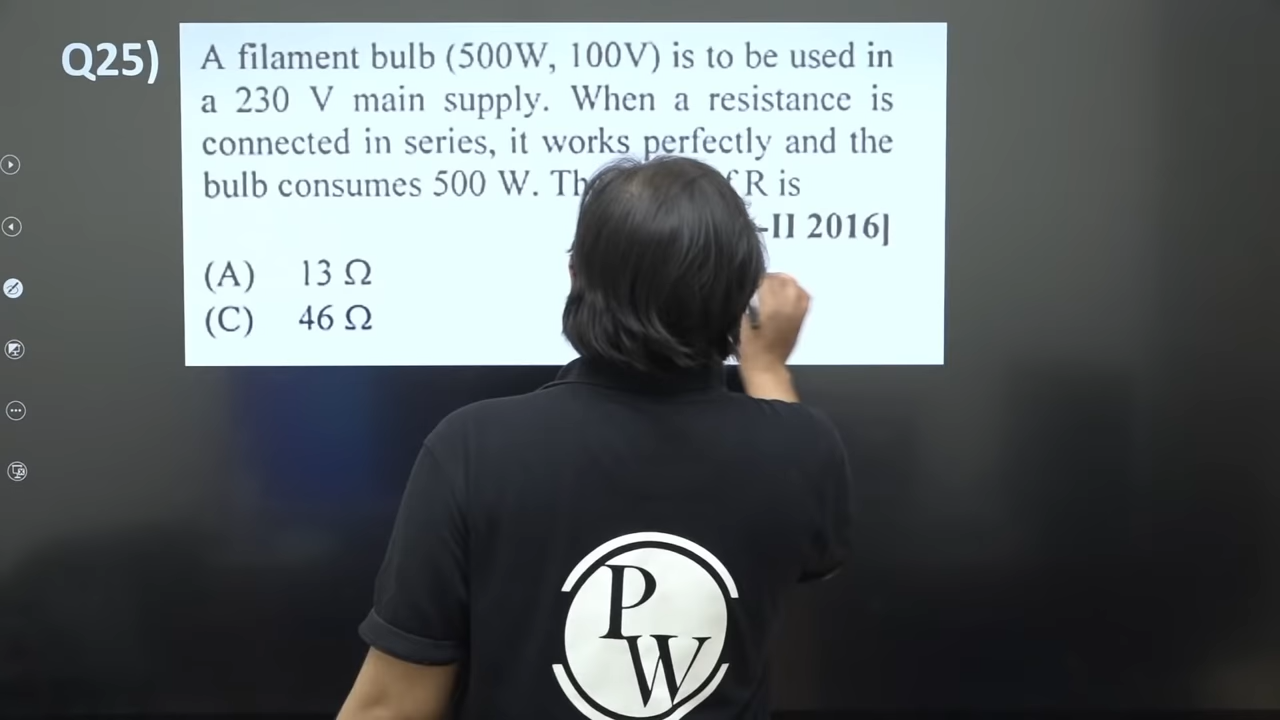 Q25)
A filament bulb (500W, 100V) is to be used in
a 230 V main supply. When a resistance is
connected in series, it works perfectly and the
bulb consumes 500 W. R is
-II 2016]
(A) 13 Ω
(C) 46 Ω
P
W